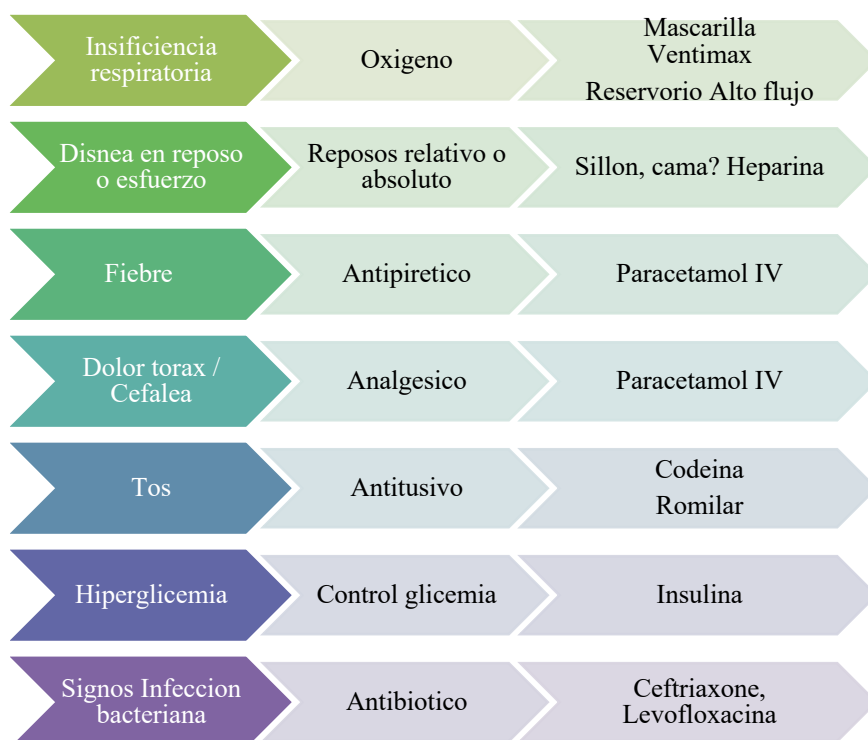 Insificiencia
respiratoria
Oxigeno
Mascarilla
Ventimax
Reservorio Alto flujo
Disnea en reposo
o esfuerzo
Reposos relativo o
absoluto
Sillon, cama? Heparina
Fiebre
Antipiretico
Paracetamol IV
Dolor torax /
Cefalea
Analgesico
Paracetamol IV
Tos
Antitusivo
Codeina
Romilar
Hiperglicemia
Control glicemia
Insulina
Signos Infeccion
bacteriana
Antibiotico
Ceftriaxone,
Levofloxacina